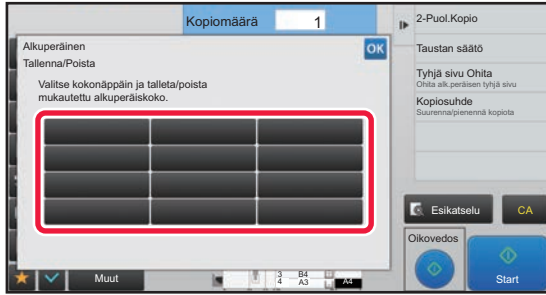 Kopiomäärä 1
2-Puol.Kopio
Taustan säätö
Tyhjä sivu Ohita
Ohita alk.peräisen tyhjä sivu
Kopiosuhde
Suurenna/pienennä kopiota
Alkuperäinen
OK
Tallenna/Poista
Valitse kokonäppäin ja talleta/poista
mukautettu alkuperäiskoko.
Esikatselu
CA
Oikovedos
Start
Muut
3 B4
4 A3
A4